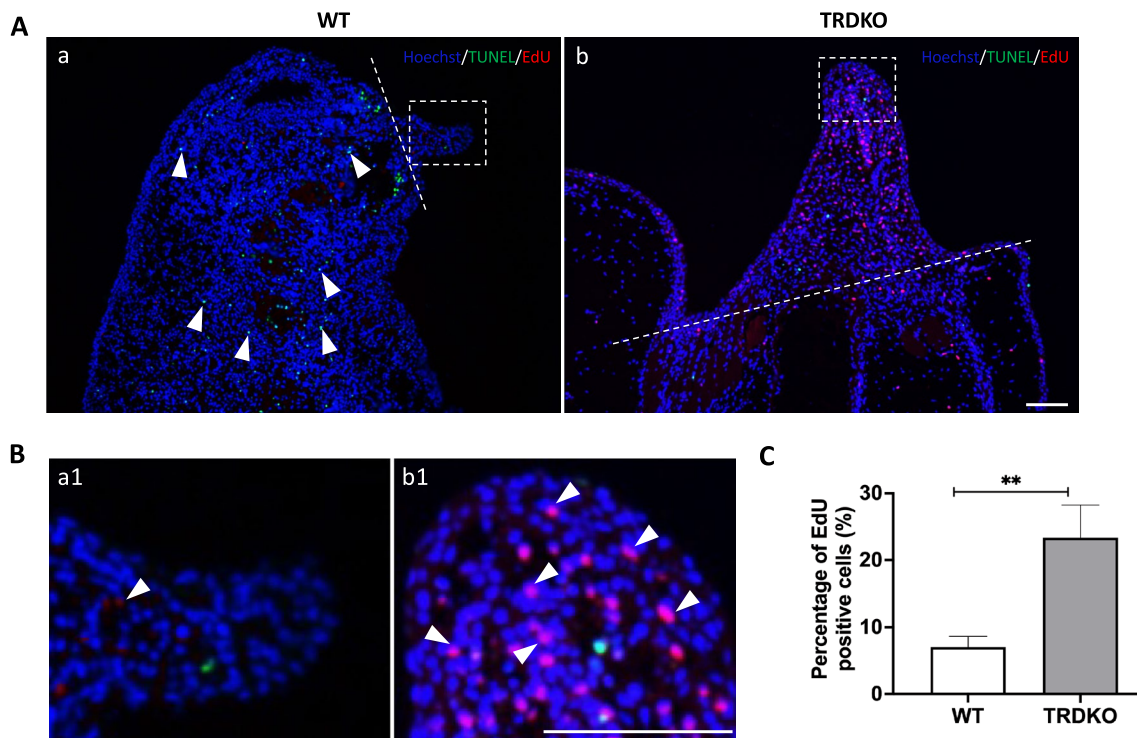 WT
TRDKO
A
a
Hoechst/TUNEL/EdU
b
Hoechst/TUNEL/EdU
B
a1
b1
C
**
30
20
10
0
Percentage of EdU
positive cells (%)
WT
TRDKO